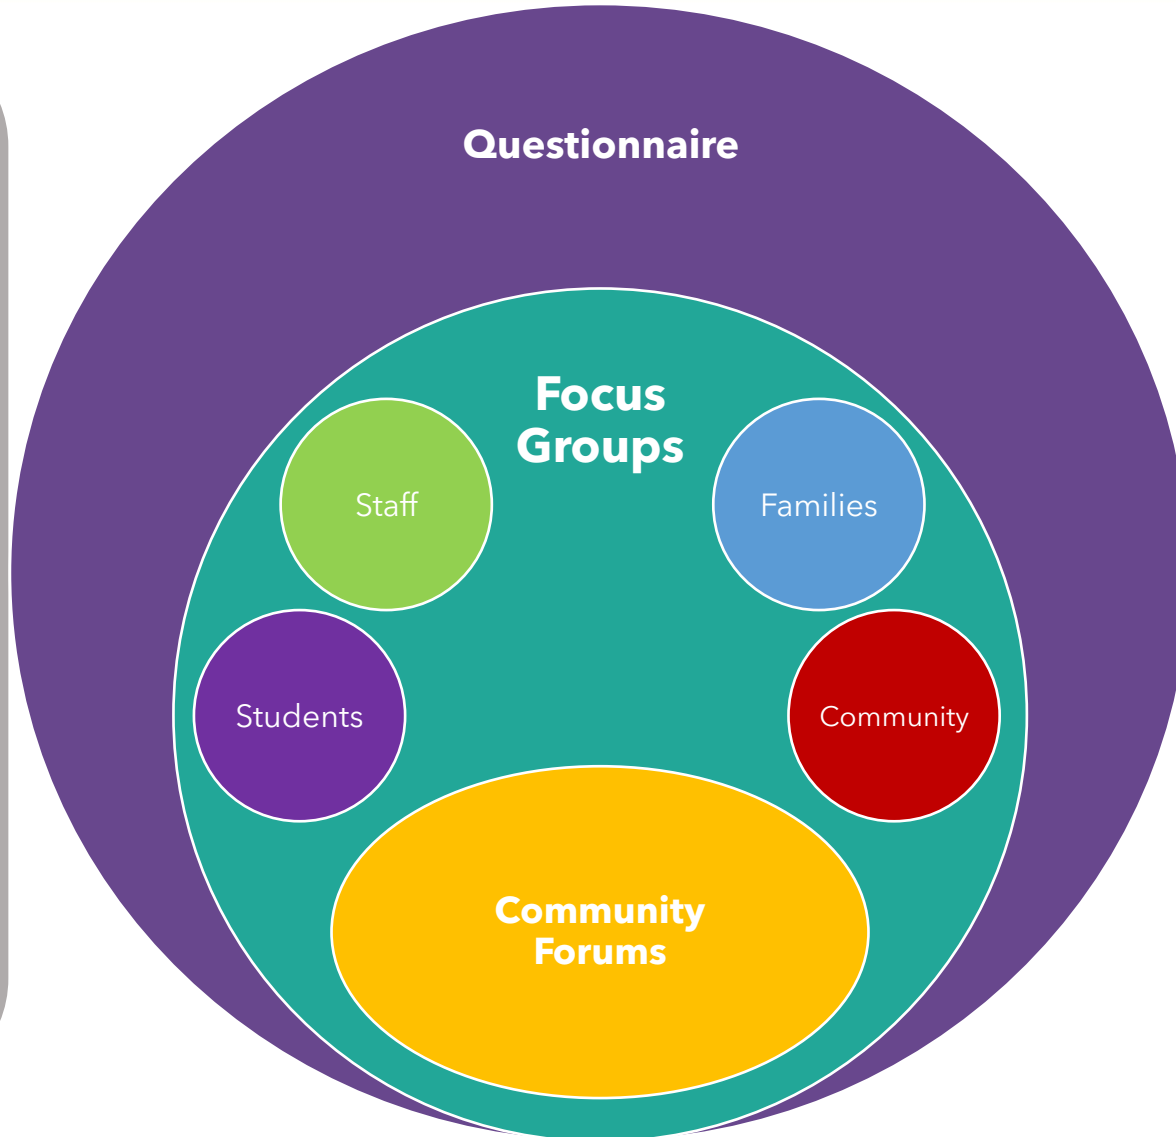 Questionnaire
Focus
Groups
Staff
Families
Students
Community
Community
Forums